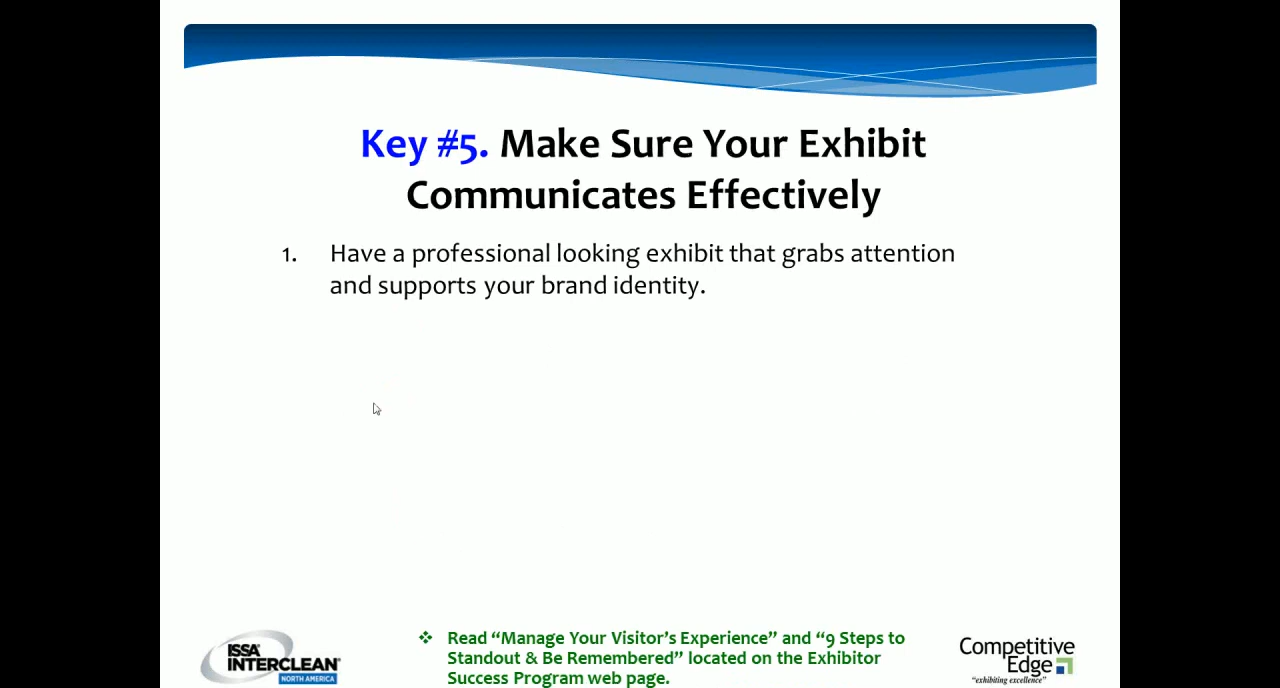 Key #5. Make Sure Your Exhibit
Communicates Effectively
1. Have a professional looking exhibit that grabs attention
and supports your brand identity.
❖ Read “Manage Your Visitor’s Experience” and “9 Steps to
Standout & Be Remembered” located on the Exhibitor
Success Program web page.
ISSA
INTERCLEAN
NORTH AMERICA
Competitive
Edge
“exhibiting excellence”